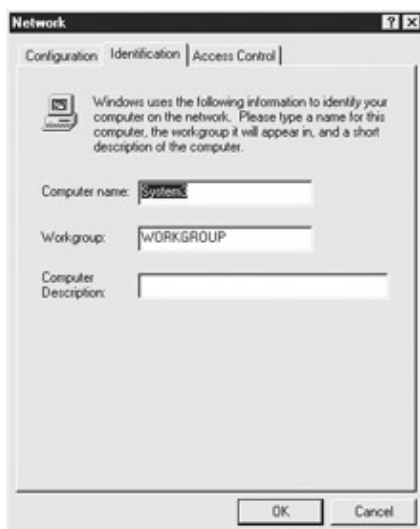 Network
Configuration Identification Access Control
Windows uses the following information to identify your
computer on the network. Please type a name for this
computer, the workgroup it will appear in, and a short
description of the computer.
Computer name: System3
Workgroup: WORKGROUP
Computer
Description:
OK Cancel